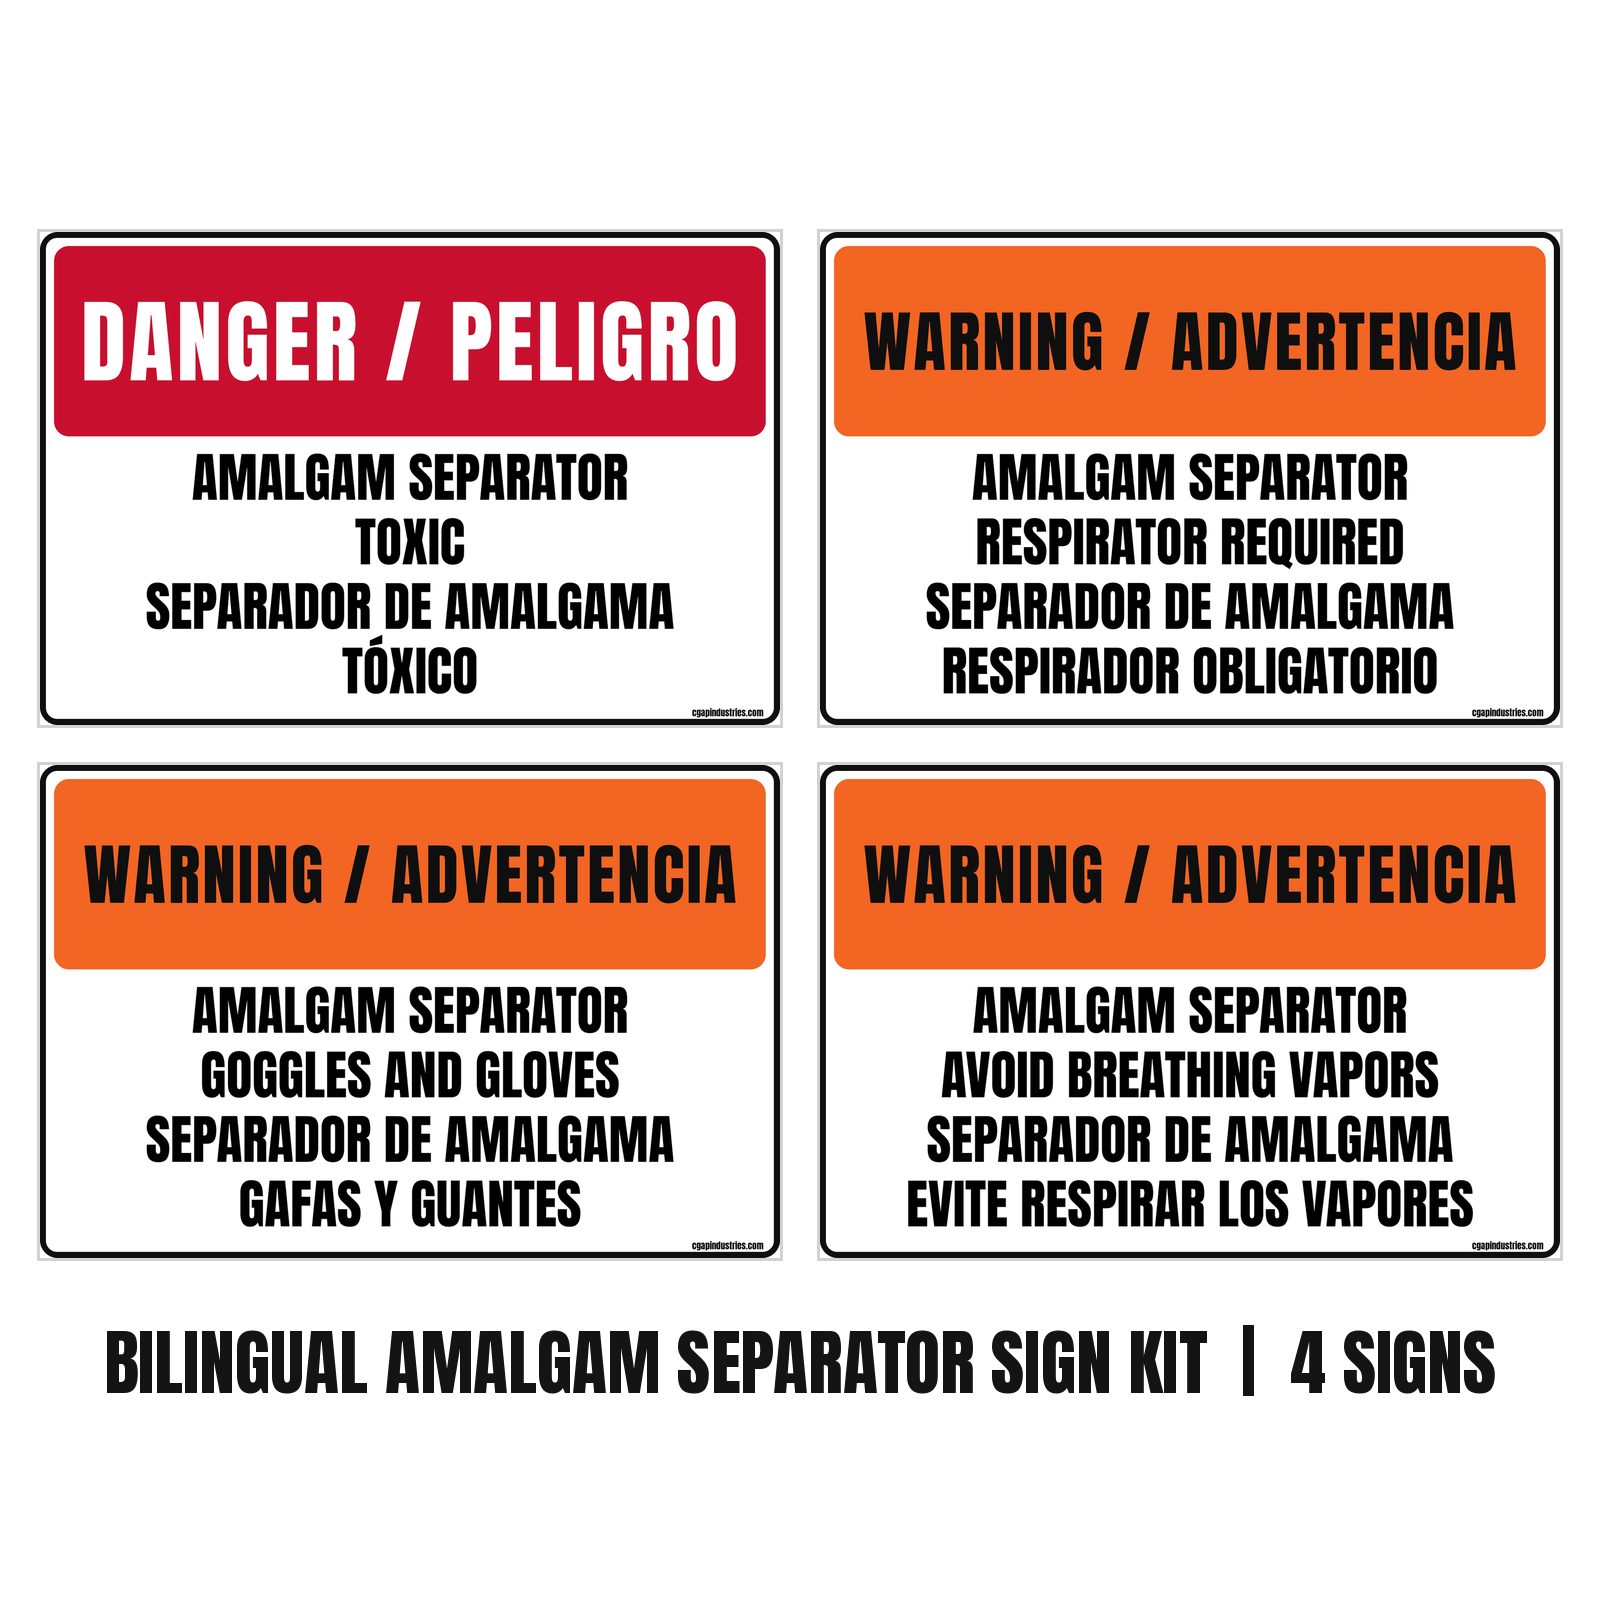 DANGER / PELIGRO
AMALGAM SEPARATOR
TOXIC
SEPARADOR DE AMALGAMA
TÓXICO
cgapindustries.com
WARNING / ADVERTENCIA
AMALGAM SEPARATOR
RESPIRATOR REQUIRED
SEPARADOR DE AMALGAMA
RESPIRADOR OBLIGATORIO
cgapindustries.com
WARNING / ADVERTENCIA
AMALGAM SEPARATOR
GOGGLES AND GLOVES
SEPARADOR DE AMALGAMA
GAFAS Y GUANTES
cgapindustries.com
WARNING / ADVERTENCIA
AMALGAM SEPARATOR
AVOID BREATHING VAPORS
SEPARADOR DE AMALGAMA
EVITE RESPIRAR LOS VAPORES
cgapindustries.com
BILINGUAL AMALGAM SEPARATOR SIGN KIT | 4 SIGNS